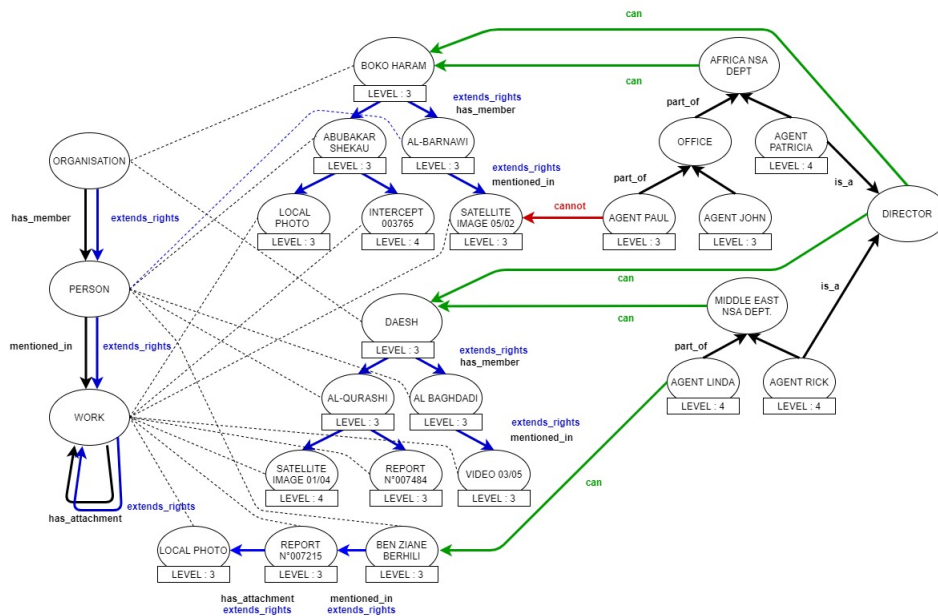 can
BOKO HARAM
LEVEL : 3
AFRICA NSA
DEPT
can
extends_rights
has_member
part_of
ORGANISATION
ABUBAKAR
SHEKAU
LEVEL : 3
AL-BARNAWI
LEVEL : 3
OFFICE
AGENT
PATRICIA
LEVEL : 4
extends_rights
mentioned_in
part_of
is_a
has_member
extends_rights
LOCAL
PHOTO
LEVEL : 3
INTERCEPT
003765
LEVEL : 4
SATELLITE
IMAGE 05/02
LEVEL : 3
cannot
AGENT PAUL
LEVEL : 3
AGENT JOHN
LEVEL : 3
DIRECTOR
PERSON
can
is_a
DAESH
LEVEL : 3
MIDDLE EAST
NSA DEPT.
can
mentioned_in
extends_rights
extends_rights
has_member
part_of
AL-QURASHI
LEVEL : 3
AL BAGHDADI
LEVEL : 3
AGENT LINDA
LEVEL : 4
AGENT RICK
LEVEL : 4
WORK
extends_rights
mentioned_in
SATELLITE
IMAGE 01/04
LEVEL : 4
REPORT
N°007484
LEVEL : 3
VIDEO 03/05
LEVEL : 3
can
extends_rights
has_attachment
LOCAL PHOTO
LEVEL : 3
REPORT
N°007215
LEVEL : 3
BEN ZIANE
BERHILI
LEVEL : 3
has_attachment
extends_rights
mentioned_in
extends_rights